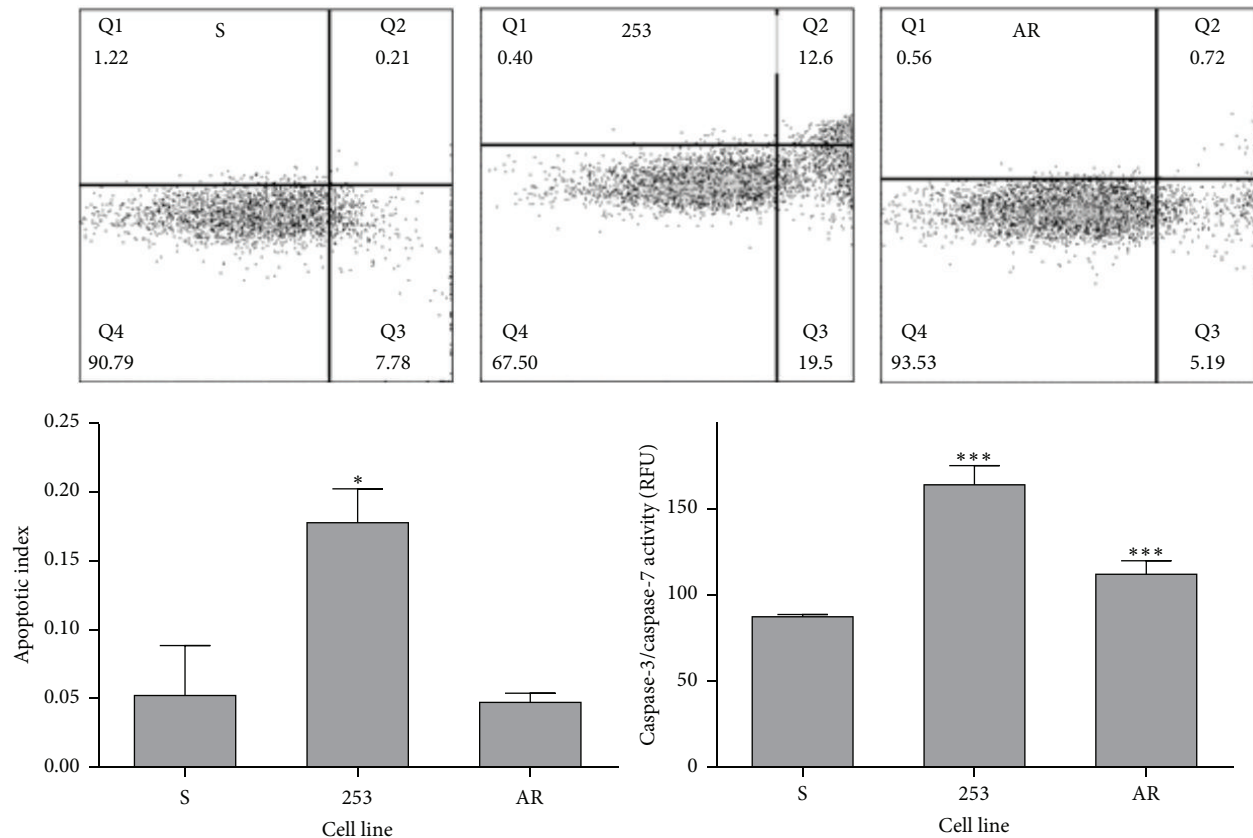 Q1 S Q2
1.22 0.21
Q4 Q3
90.79 7.78
Q1 253 Q2
0.40 12.6
Q4 Q3
67.50 19.5
Q1 AR Q2
0.56 0.72
Q4 Q3
93.53 5.19
Apoptotic index
0.25
0.20
0.15
0.10
0.05
0.00
*
S 253 AR
Cell line
Caspase-3/caspase-7 activity (RFU)
150
100
50
0
***
***
S 253 AR
Cell line